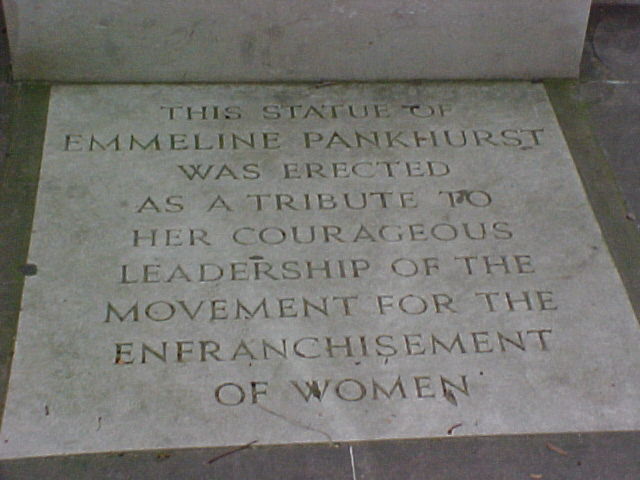 THIS STATUE OF
EMMELINE PANKHURST
WAS ERECTED
AS A TRIBUTE TO
HER COURAGEOUS
LEADERSHIP OF THE
MOVEMENT FOR THE
ENFRANCHISEMENT
OF WOMEN